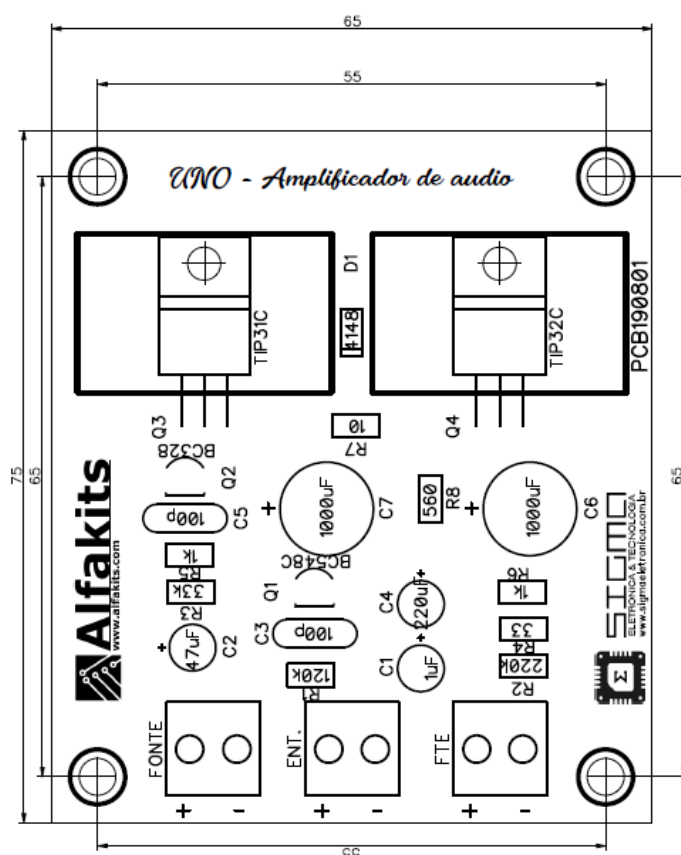 65
55
UNO - Amplificador de audio
D1
4148
TIP31C
TIP32C
PCB190801
75
65
65
Q3
BC328
Q2
10
R7
Q4
100p
C5
1000uF
C7
560
R8
1000uF
C6
1k
R5
33k
R3
BC548C
Q1
C3
100p
C4
220uF
1k
R6
33
R4
47uF
C2
120k
R1
C1
1uF
220k
R2
Alfakits
www.alfakits.com
SIGMA
ELETRONICA & TECNOLOGIA
www.sigmaeletronica.com.br
Σ
FONTE
ENT.
FTE
+ - + - + -
55